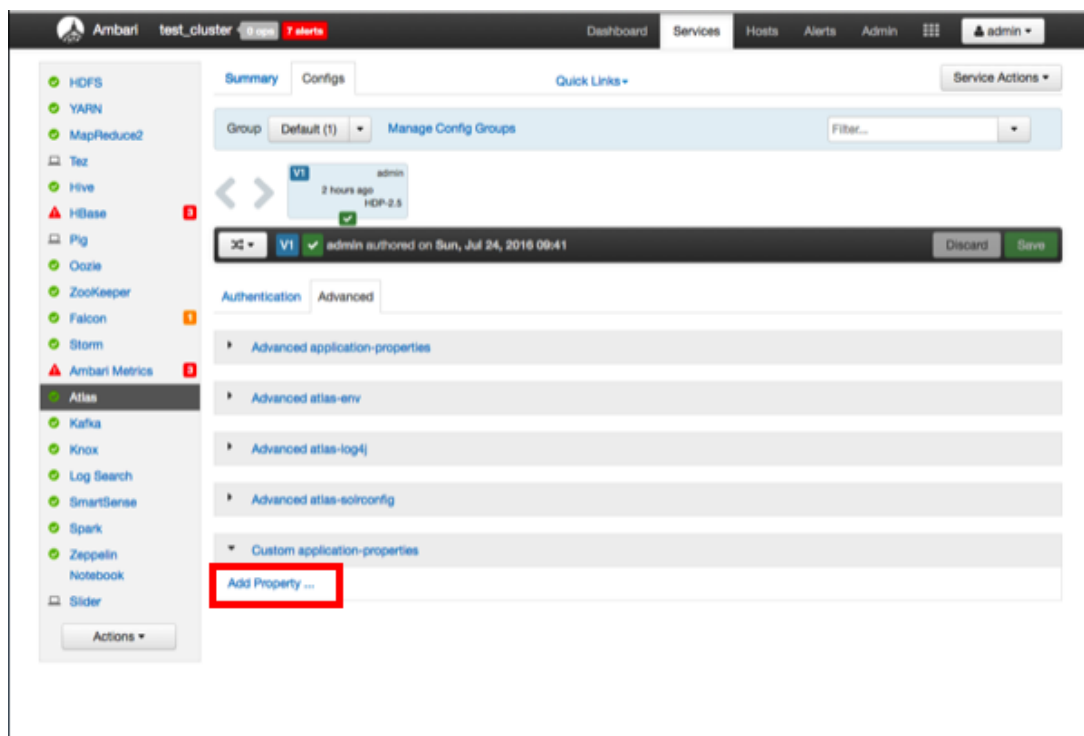 Ambari test_cluster 0 ops 7 alerts Dashboard Services Hosts Alerts Admin admin
Summary Configs Quick Links Service Actions
Group Default (1) Manage Config Groups Filter...
V1 admin
2 hours ago
HDP-2.5
V1 admin authored on Sun, Jul 24, 2016 09:41 Discard Save
Authentication Advanced
Advanced application-properties
Advanced atlas-env
Advanced atlas-log4j
Advanced atlas-solrconfig
Custom application-properties
Add Property ...
HDFS
YARN
MapReduce2
Tez
Hive
HBase 3
Pig
Oozie
ZooKeeper
Falcon 1
Storm
Ambari Metrics 3
Atlas
Kafka
Knox
Log Search
SmartSense
Spark
Zeppelin
Notebook
Slider
Actions